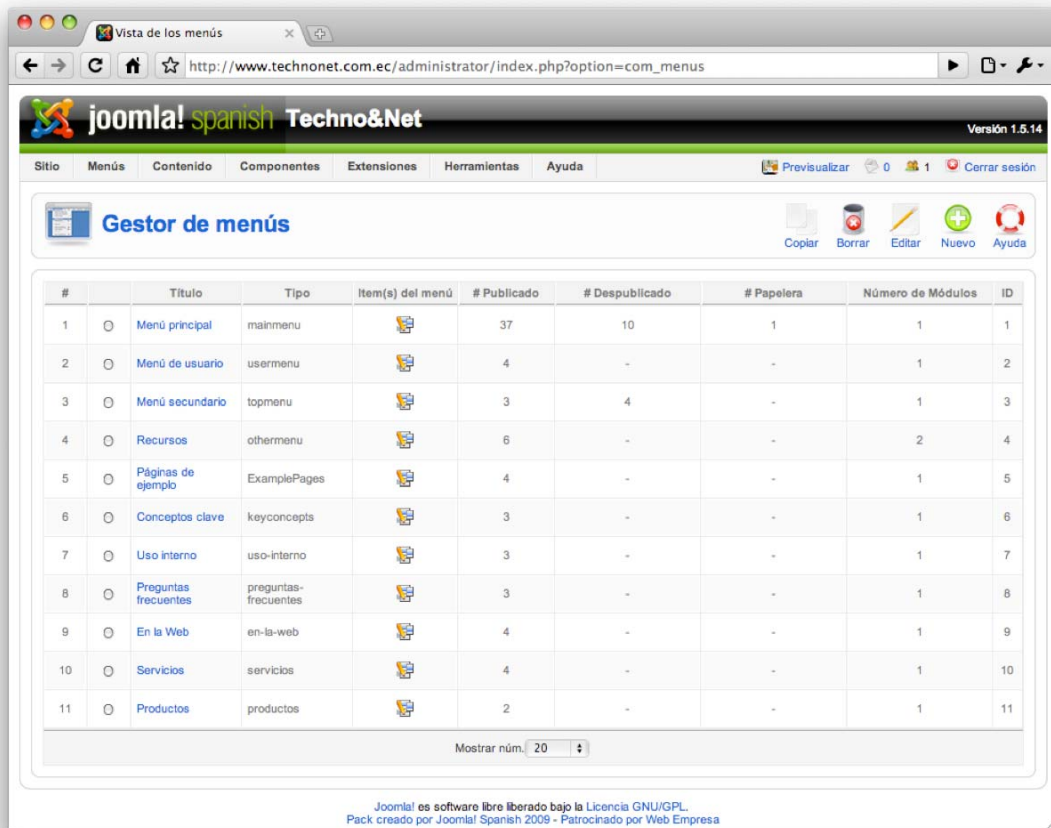 Vista de los menús
http://www.technonet.com.ec/administrator/index.php?option=com_menus
joomla! spanish Techno&Net
Versión 1.5.14
Sitio Menús Contenido Componentes Extensiones Herramientas Ayuda Previsualizar 0 1 Cerrar sesión
Gestor de menús
Copiar Borrar Editar Nuevo Ayuda
# Título Tipo Item(s) del menú # Publicado # Despublicado # Papelera Número de Módulos ID
1 Menú principal mainmenu 37 10 1 1 1
2 Menú de usuario usermenu 4 - - 1 2
3 Menú secundario topmenu 3 4 - 1 3
4 Recursos othermenu 6 - - 2 4
5 Páginas de ejemplo ExamplePages 4 - - 1 5
6 Conceptos clave keyconcepts 3 - - 1 6
7 Uso interno uso-interno 3 - - 1 7
8 Preguntas frecuentes preguntas-frecuentes 3 - - 1 8
9 En la Web en-la-web 4 - - 1 9
10 Servicios servicios 4 - - 1 10
11 Productos productos 2 - - 1 11
Mostrar núm. 20
Joomla! es software libre liberado bajo la Licencia GNU/GPL.
Pack creado por Joomla! Spanish 2009 - Patrocinado por Web Empresa